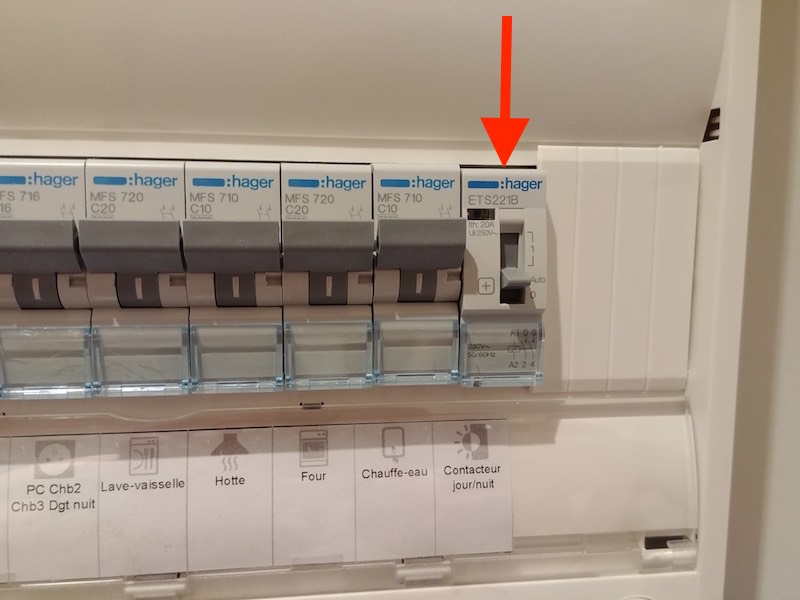 :hager
MFS 716
C16
:hager
MFS 720
C20
:hager
MFS 710
C10
:hager
MFS 720
C20
:hager
MFS 710
C10
:hager
ETS221B
Ith: 20A
Ui:250V~
1
Auto
0
230V~
50/60Hz
A1
A2 2 4
PC Chb2
Chb3 Dgt nuit
Lave-vaisselle
Hotte
Four
Chauffe-eau
Contacteur
jour/nuit